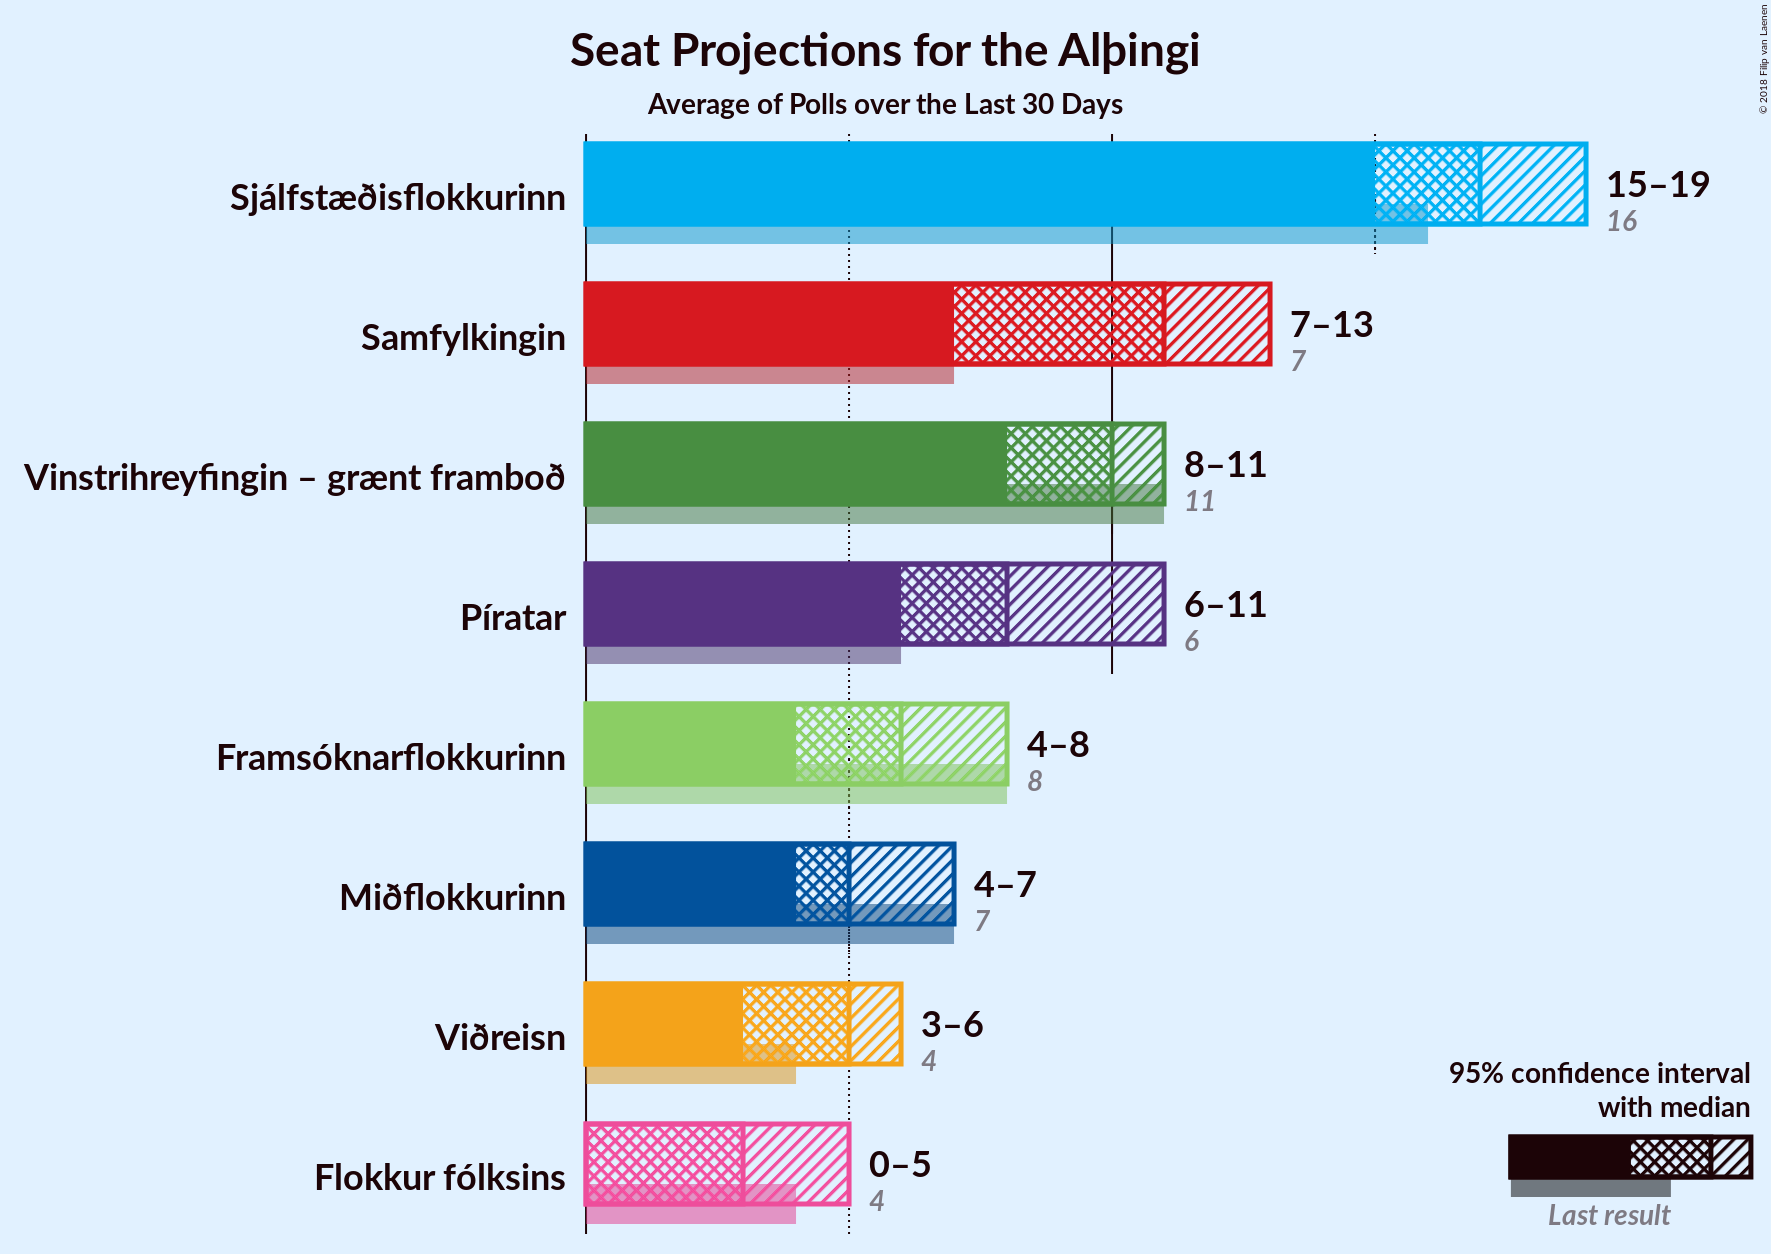 Seat Projections for the Alþingi
Average of Polls over the Last 30 Days
© 2018 Filip van Laenen
Sjálfstæðisflokkurinn
15–19
16
Samfylkingin
7–13
7
Vinstrihreyfingin – grænt framboð
8–11
11
Píratar
6–11
6
Framsóknarflokkurinn
4–8
8
Miðflokkurinn
4–7
7
Viðreisn
3–6
4
Flokkur fólksins
0–5
4
95% confidence interval
with median
Last result